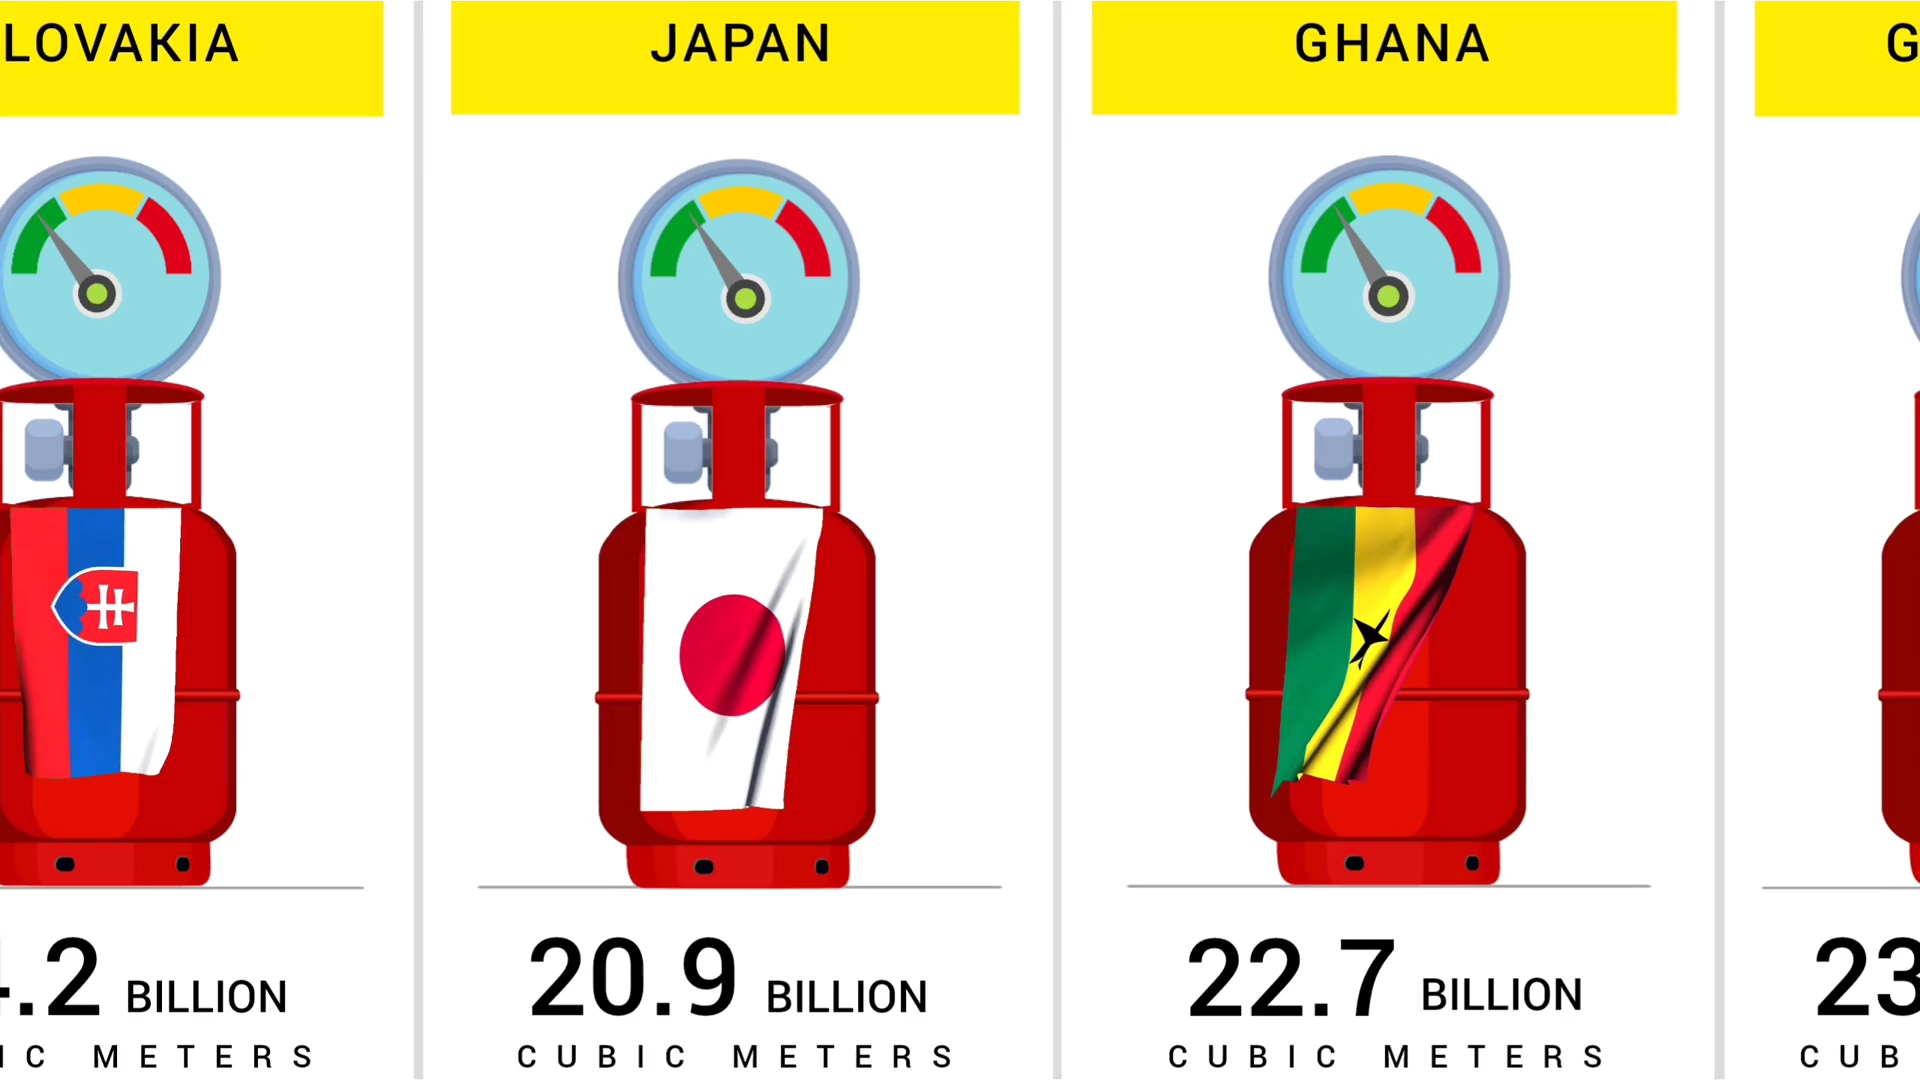 LOVAKIA
JAPAN
GHANA
G
.2 BILLION
20.9 BILLION
22.7 BILLION
23
IC METERS
CUBIC METERS
CUBIC METERS
CUB